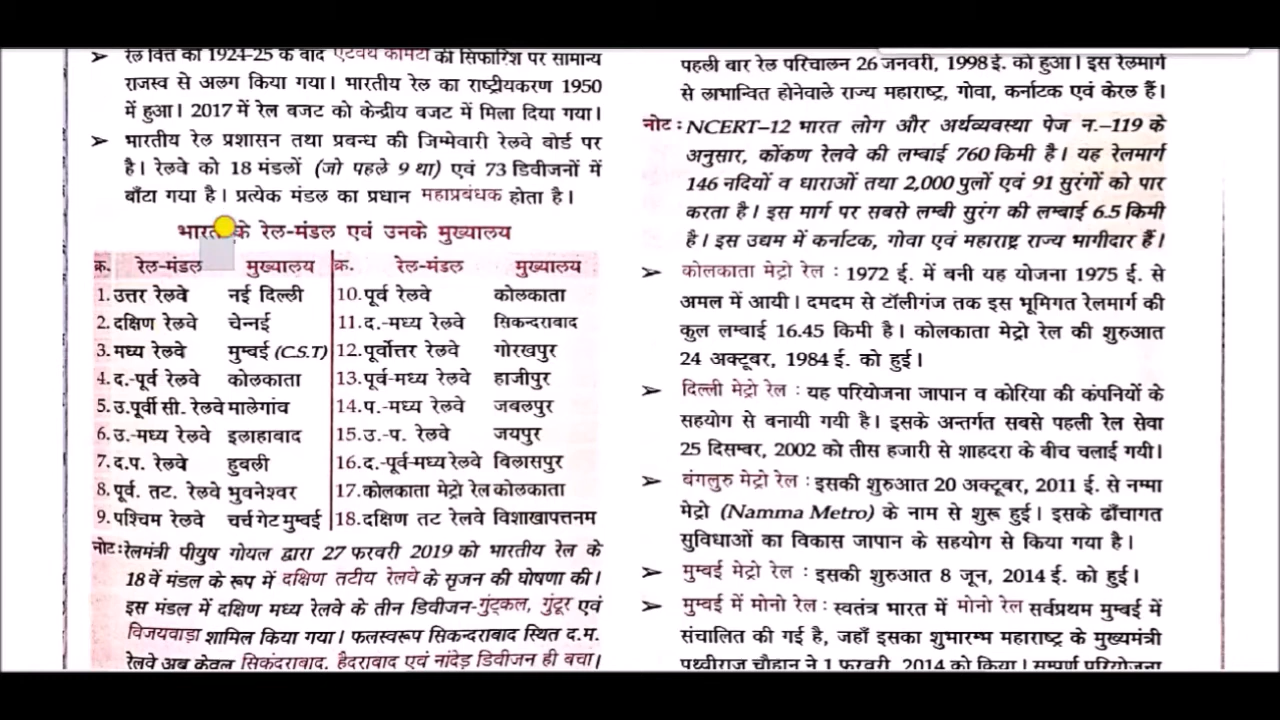 ➤ रेल वित्त को 1924-25 के बाद एटवर्थ कमिटी की सिफारिश पर सामान्य
राजस्व से अलग किया गया। भारतीय रेल का राष्ट्रीयकरण 1950
में हुआ। 2017 में रेल बजट को केन्द्रीय बजट में मिला दिया गया।
➤ भारतीय रेल प्रशासन तथा प्रबन्ध की जिम्मेवारी रेलवे बोर्ड पर
है। रेलवे को 18 मंडलों (जो पहले 9 था) एवं 73 डिवीजनों में
बाँटा गया है। प्रत्येक मंडल का प्रधान महाप्रबंधक होता है।
भारत के रेल-मंडल एवं उनके मुख्यालय
क्र. रेल-मंडल मुख्यालय क्र. रेल-मंडल मुख्यालय
1. उत्तर रेलवे नई दिल्ली 10. पूर्व रेलवे कोलकाता
2. दक्षिण रेलवे चेन्नई 11. द.-मध्य रेलवे सिकन्दराबाद
3. मध्य रेलवे मुम्बई (C.S.T) 12. पूर्वोत्तर रेलवे गोरखपुर
4. द.-पूर्व रेलवे कोलकाता 13. पूर्व-मध्य रेलवे हाजीपुर
5. उ.पूर्वी सी. रेलवे मालेगांव 14. प.-मध्य रेलवे जबलपुर
6. उ.-मध्य रेलवे इलाहाबाद 15. उ.-प. रेलवे जयपुर
7. द.प. रेलवे हुबली 16. द.-पूर्व-मध्य रेलवे विलासपुर
8. पूर्व. तट. रेलवे भुवनेश्वर 17. कोलकाता मेट्रो रेल कोलकाता
9. पश्चिम रेलवे चर्च गेट मुम्बई 18. दक्षिण तट रेलवे विशाखापत्तनम
नोट : रेलमंत्री पीयुष गोयल द्वारा 27 फरवरी 2019 को भारतीय रेल के
18 वें मंडल के रूप में दक्षिण तटीय रेलवे के सृजन की घोषणा की।
इस मंडल में दक्षिण मध्य रेलवे के तीन डिवीजन-गुंटकल, गुंटूर एवं
विजयवाड़ा शामिल किया गया। फलस्वरूप सिकन्दराबाद स्थित द.म.
रेलवे अब केवल सिकंदराबाद, हैदराबाद एवं नांदेड़ डिवीजन ही बचा।
पहली बार रेल परिचालन 26 जनवरी, 1998 ई. को हुआ। इस रेलमार्ग
से लाभान्वित होनेवाले राज्य महाराष्ट्र, गोवा, कर्नाटक एवं केरल हैं।
नोट : NCERT-12 भारत लोग और अर्थव्यवस्था पेज न.-119 के
अनुसार, कोंकण रेलवे की लम्बाई 760 किमी है। यह रेलमार्ग
146 नदियों व धाराओं तथा 2,000 पुलों एवं 91 सुरंगों को पार
करता है। इस मार्ग पर सबसे लम्बी सुरंग की लम्बाई 6.5 किमी
है। इस उद्यम में कर्नाटक, गोवा एवं महाराष्ट्र राज्य भागीदार हैं।
➤ कोलकाता मेट्रो रेल : 1972 ई. में बनी यह योजना 1975 ई. से
अमल में आयी। दमदम से टॉलीगंज तक इस भूमिगत रेलमार्ग की
कुल लम्बाई 16.45 किमी है। कोलकाता मेट्रो रेल की शुरुआत
24 अक्टूबर, 1984 ई. को हुई।
➤ दिल्ली मेट्रो रेल : यह परियोजना जापान व कोरिया की कंपनियों के
सहयोग से बनायी गयी है। इसके अन्तर्गत सबसे पहली रेल सेवा
25 दिसम्बर, 2002 को तीस हजारी से शाहदरा के बीच चलाई गयी।
➤ बंगलुरु मेट्रो रेल : इसकी शुरुआत 20 अक्टूबर, 2011 ई. से नम्मा
मेट्रो (Namma Metro) के नाम से शुरू हुई। इसके ढाँचागत
सुविधाओं का विकास जापान के सहयोग से किया गया है।
➤ मुम्बई मेट्रो रेल : इसकी शुरुआत 8 जून, 2014 ई. को हुई।
➤ मुम्बई में मोनो रेल : स्वतंत्र भारत में मोनो रेल सर्वप्रथम मुम्बई में
संचालित की गई है, जहाँ इसका शुभारम्भ महाराष्ट्र के मुख्यमंत्री
पृथ्वीराज चौहान ने 1 फरवरी, 2014 को किया। सम्पूर्ण परियोजना